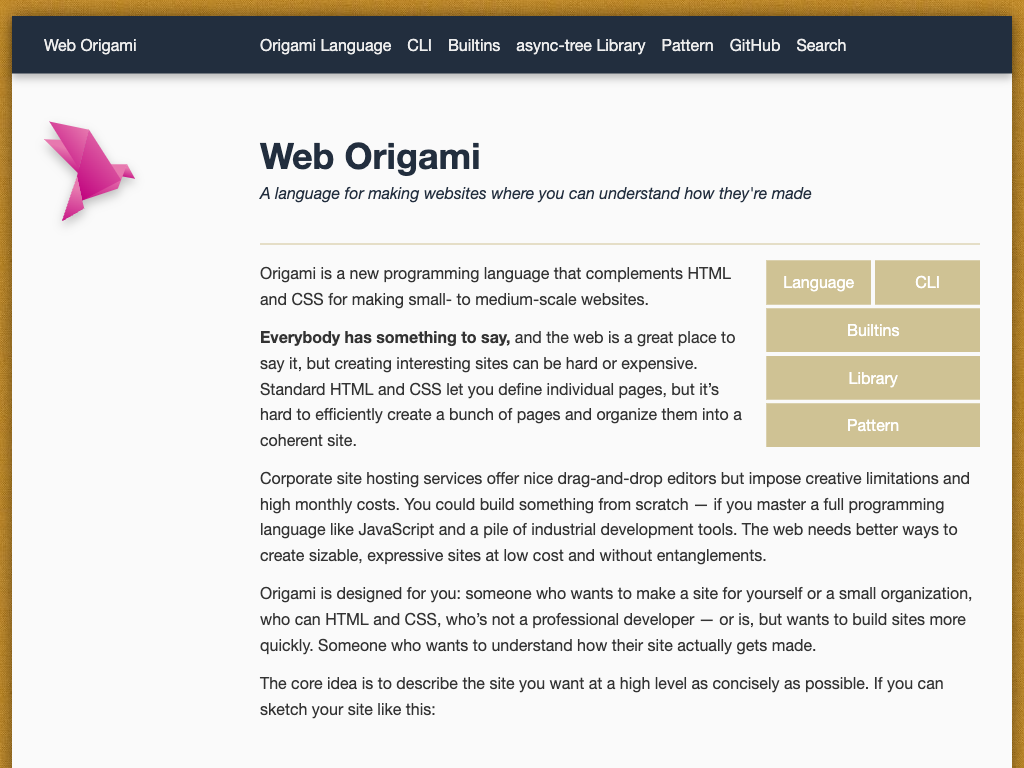 Web Origami
Origami Language CLI Builtins async-tree Library Pattern GitHub Search
Web Origami
A language for making websites where you can understand how they're made
Origami is a new programming language that complements HTML
and CSS for making small- to medium-scale websites.
Everybody has something to say, and the web is a great place to
say it, but creating interesting sites can be hard or expensive.
Standard HTML and CSS let you define individual pages, but it’s
hard to efficiently create a bunch of pages and organize them into a
coherent site.
Language CLI
Builtins
Library
Pattern
Corporate site hosting services offer nice drag-and-drop editors but impose creative limitations and
high monthly costs. You could build something from scratch — if you master a full programming
language like JavaScript and a pile of industrial development tools. The web needs better ways to
create sizable, expressive sites at low cost and without entanglements.
Origami is designed for you: someone who wants to make a site for yourself or a small organization,
who can HTML and CSS, who’s not a professional developer — or is, but wants to build sites more
quickly. Someone who wants to understand how their site actually gets made.
The core idea is to describe the site you want at a high level as concisely as possible. If you can
sketch your site like this: